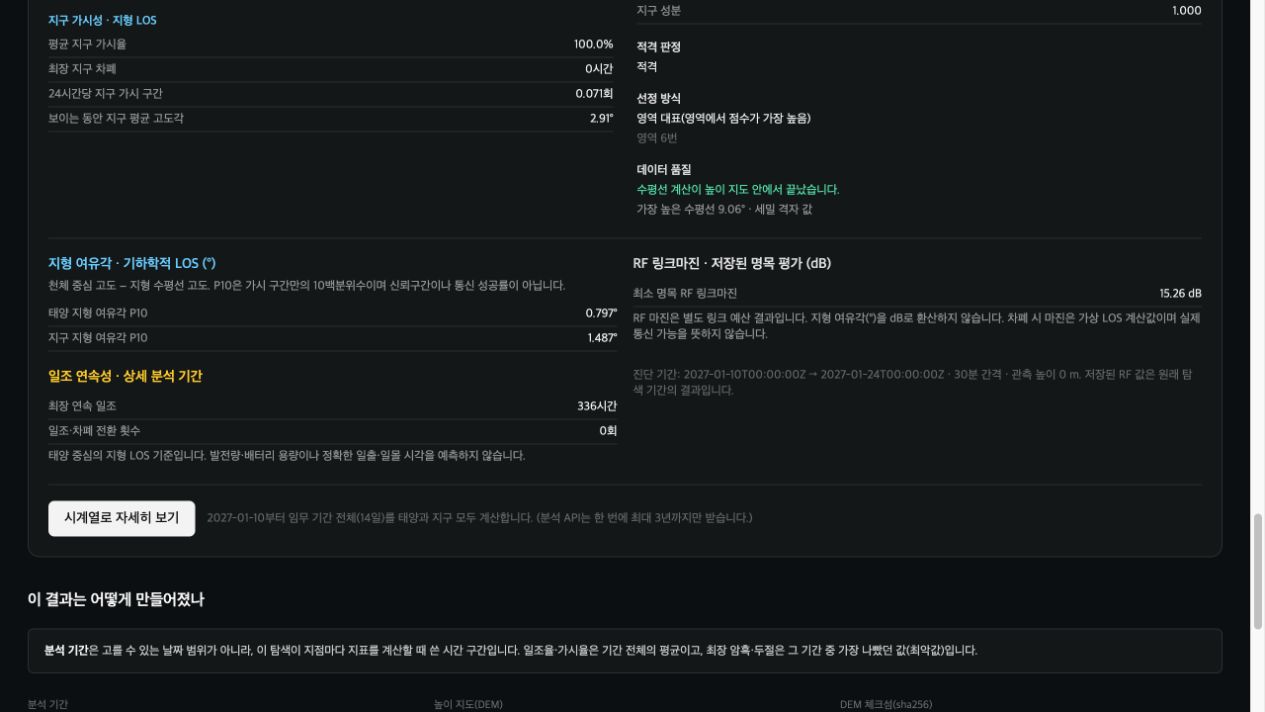 지구 가시성 · 지형 LOS
평균 지구 가시율 100.0%
최장 지구 차폐 0시간
24시간당 지구 가시 구간 0.071회
보이는 동안 지구 평균 고도각 2.91°
지구 성분 1.000
적격 판정
적격
선정 방식
영역 대표(영역에서 점수가 가장 높음)
영역 6번
데이터 품질
수평선 계산이 높이 지도 안에서 끝났습니다.
가장 높은 수평선 9.06° · 세밀 격자 값
지형 여유각 · 기하학적 LOS (°)
천체 중심 고도 − 지형 수평선 고도. P10은 가시 구간만의 10백분위수이며 신뢰구간이나 통신 성공률이 아닙니다.
태양 지형 여유각 P10 0.797°
지구 지형 여유각 P10 1.487°
일조 연속성 · 상세 분석 기간
최장 연속 일조 336시간
일조·차폐 전환 횟수 0회
태양 중심의 지형 LOS 기준입니다. 발전량·배터리 용량이나 정확한 일출·일몰 시각을 예측하지 않습니다.
RF 링크마진 · 저장된 명목 평가 (dB)
최소 명목 RF 링크마진 15.26 dB
RF 마진은 별도 링크 예산 결과입니다. 지형 여유각(°)을 dB로 환산하지 않습니다. 차폐 시 마진은 가상 LOS 계산값이며 실제
통신 가능을 뜻하지 않습니다.
진단 기간: 2027-01-10T00:00:00Z → 2027-01-24T00:00:00Z · 30분 간격 · 관측 높이 0 m. 저장된 RF 값은 원래 탐
색 기간의 결과입니다.
시계열로 자세히 보기
2027-01-10부터 임무 기간 전체(14일)를 태양과 지구 모두 계산합니다. (분석 API는 한 번에 최대 3년까지만 받습니다.)
이 결과는 어떻게 만들어졌나
분석 기간은 고를 수 있는 날짜 범위가 아니라, 이 탐색이 지점마다 지표를 계산할 때 쓴 시간 구간입니다. 일조율·가시율은 기간 전체의 평균이고, 최장 암흑·두절은 그 기간 중 가장 나빴던 값(최악값)입니다.
분석 기간
높이 지도(DEM)
DEM 체크섬(sha256)